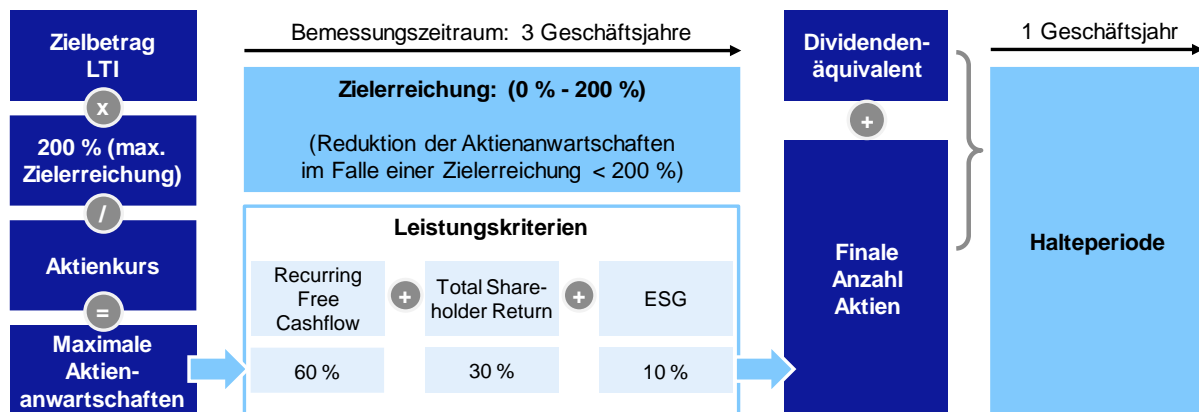 Zielbetrag
LTI
x
200 % (max.
Zielerreichung)
/
Aktienkurs
=
Maximale
Aktien-
anwartschaften
Bemessungszeitraum: 3 Geschäftsjahre
Zielerreichung: (0 % - 200 %)
(Reduktion der Aktienanwartschaften
im Falle einer Zielerreichung < 200 %)
Leistungskriterien
Recurring
Free
Cashflow
+
Total Share-
holder Return
+
ESG
60 %
30 %
10 %
Dividenden-
äquivalent
+
Finale
Anzahl
Aktien
1 Geschäftsjahr
Halteperiode